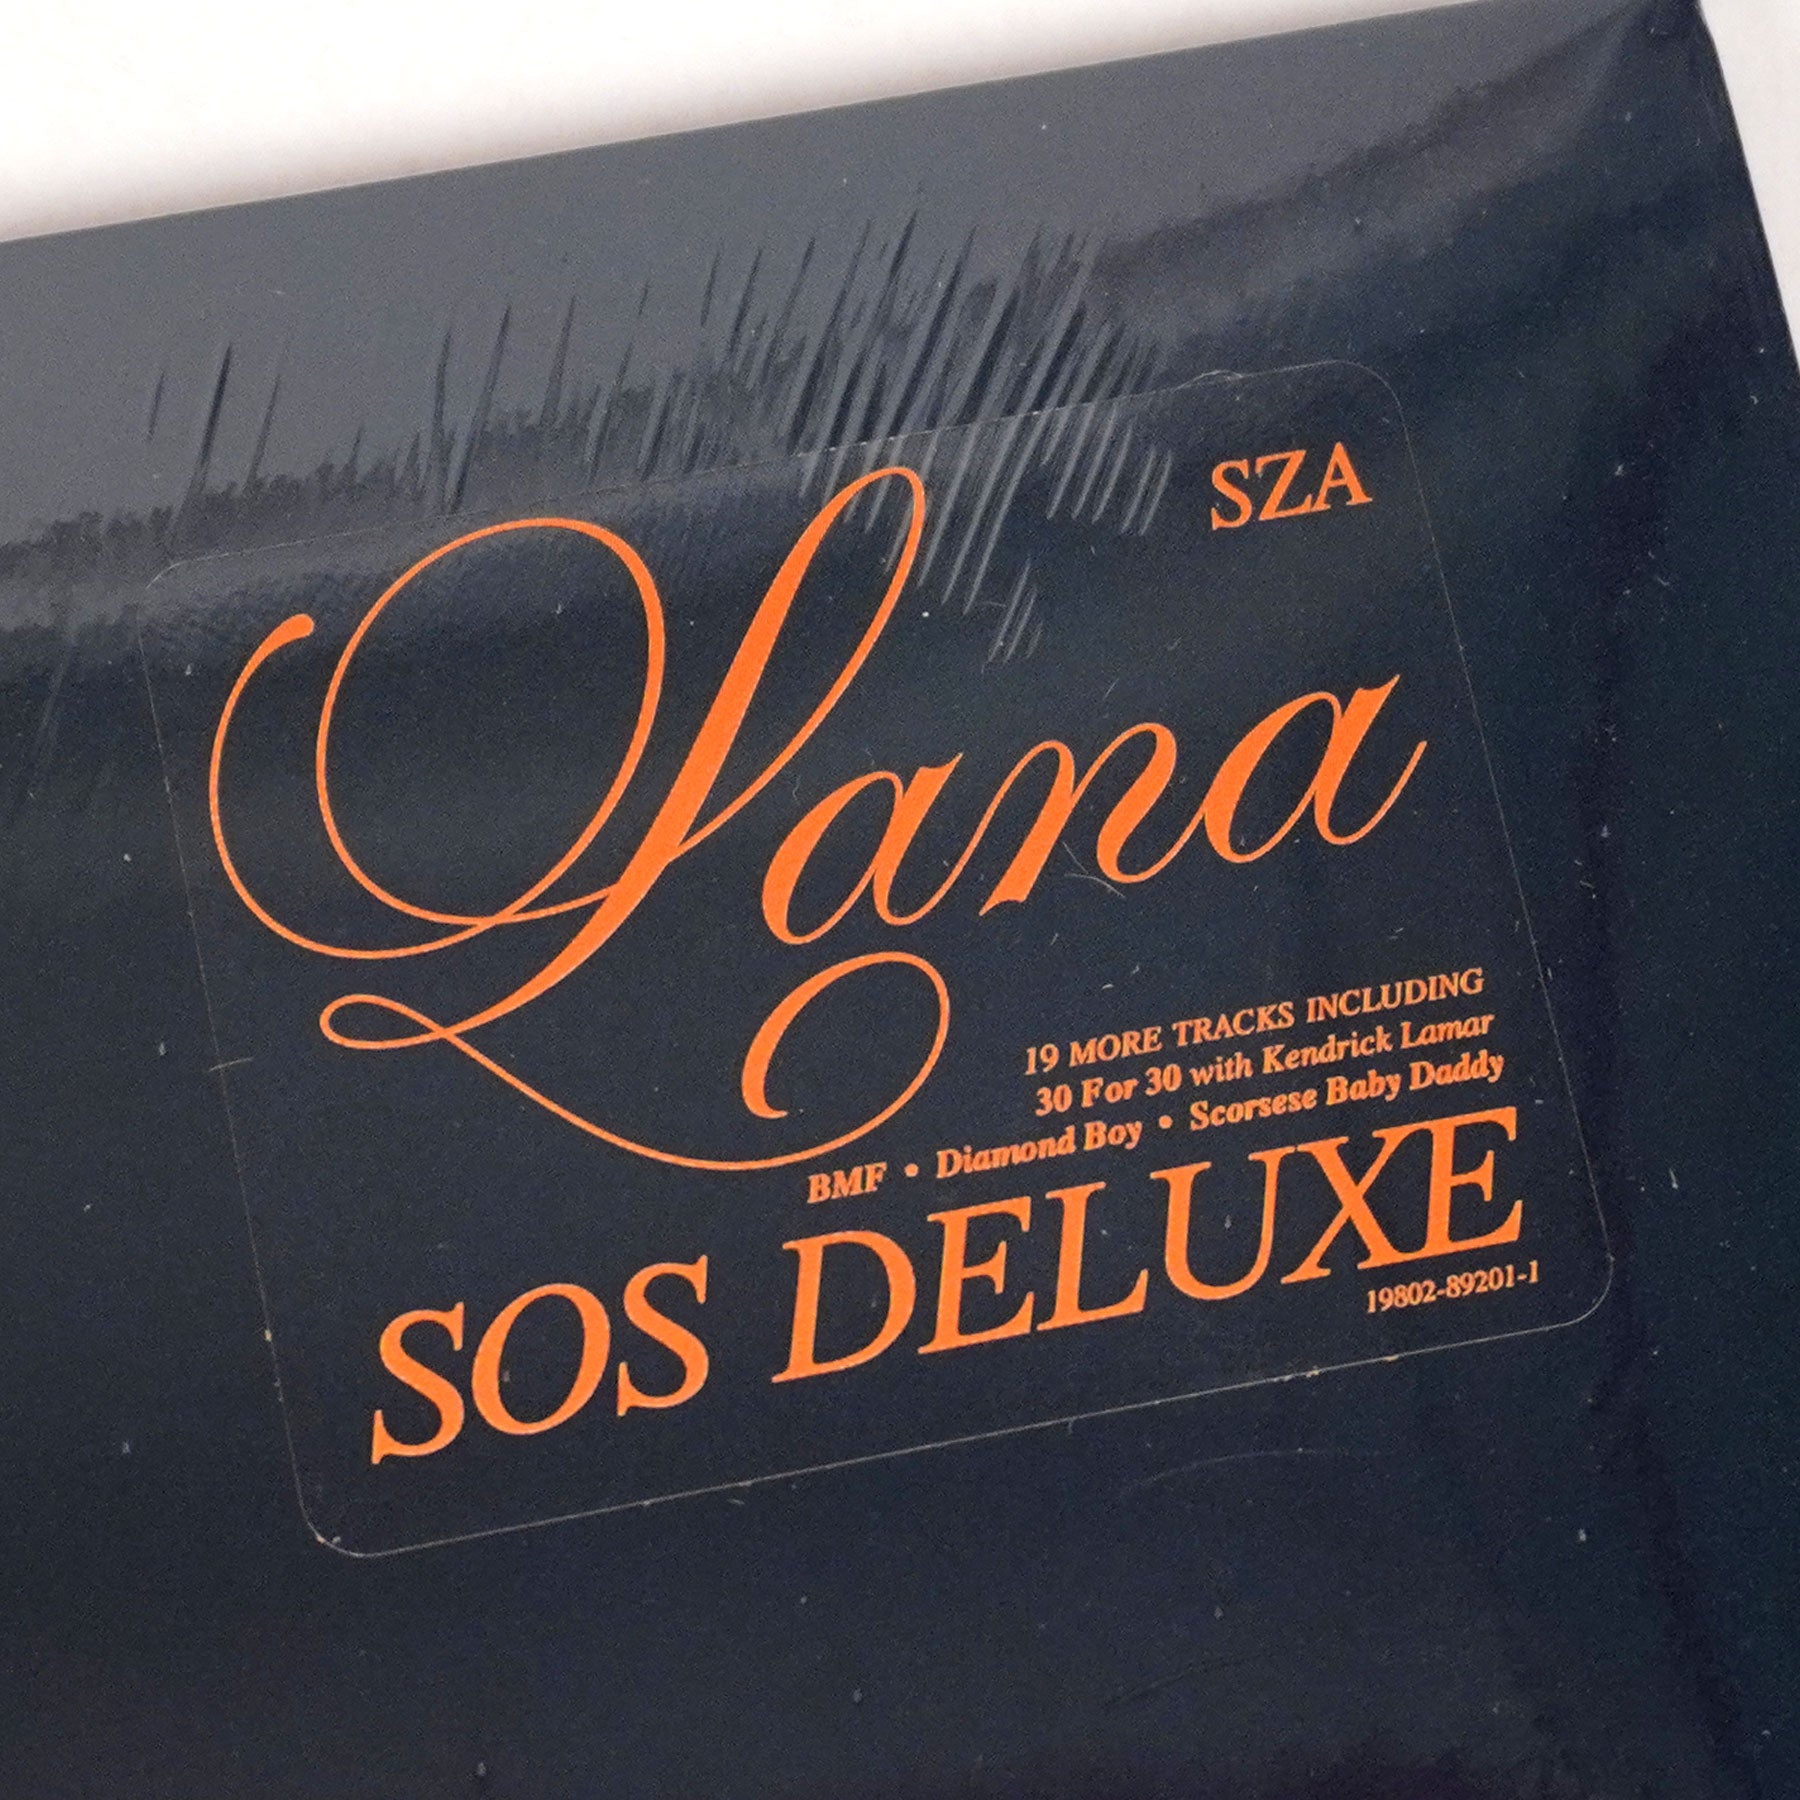 SZA
Lana
19 MORE TRACKS INCLUDING
30 For 30 with Kendrick Lamar
BMF • Diamond Boy • Scorsese Baby Daddy
SOS DELUXE
19802-89201-1